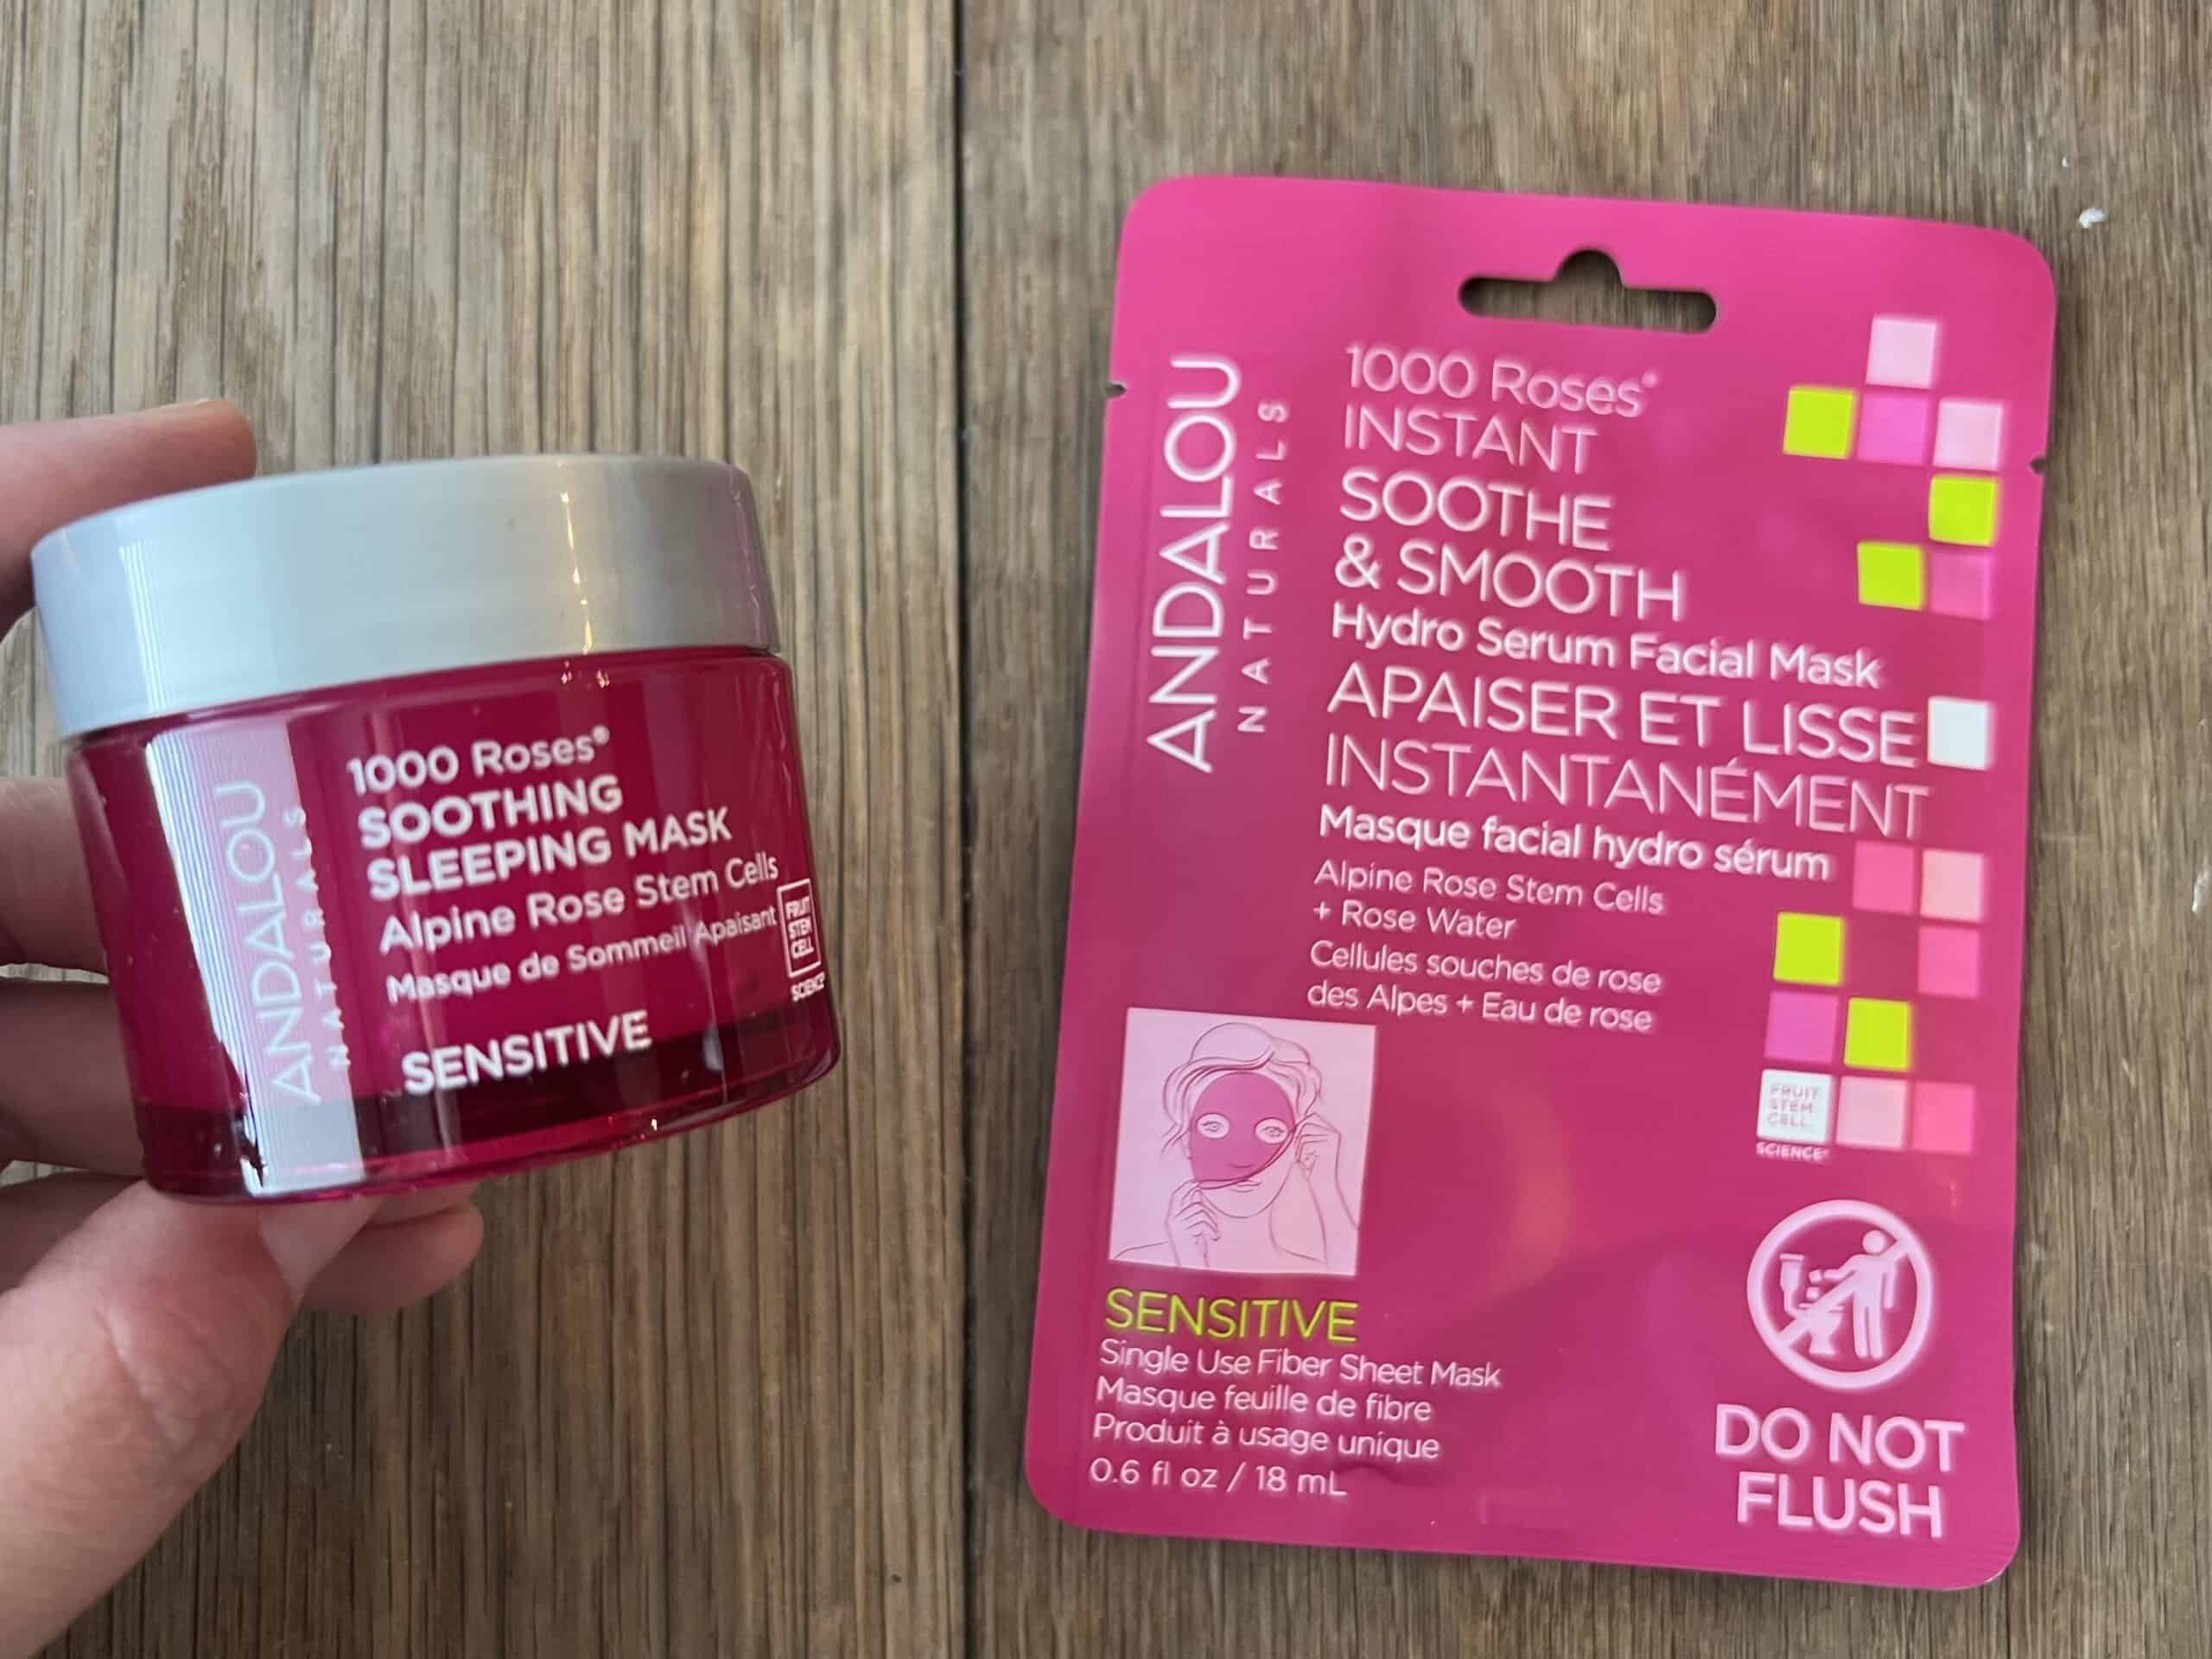 ANDALOU
NATURALS
1000 Roses®
SOOTHING
SLEEPING MASK
Alpine Rose Stem Cells
Masque de Sommeil Apaisant
FRUIT
STEM
CELL
SCIENCE
SENSITIVE
ANDALOU
NATURALS
1000 Roses®
INSTANT
SOOTHE
& SMOOTH
Hydro Serum Facial Mask
APAISER ET LISSE
INSTANTANÉMENT
Masque facial hydro sérum
Alpine Rose Stem Cells
+ Rose Water
Cellules souches de rose
des Alpes + Eau de rose
FRUIT
STEM
CELL
SCIENCE®
SENSITIVE
Single Use Fiber Sheet Mask
Masque feuille de fibre
Produit à usage unique
0.6 fl oz / 18 mL
DO NOT
FLUSH